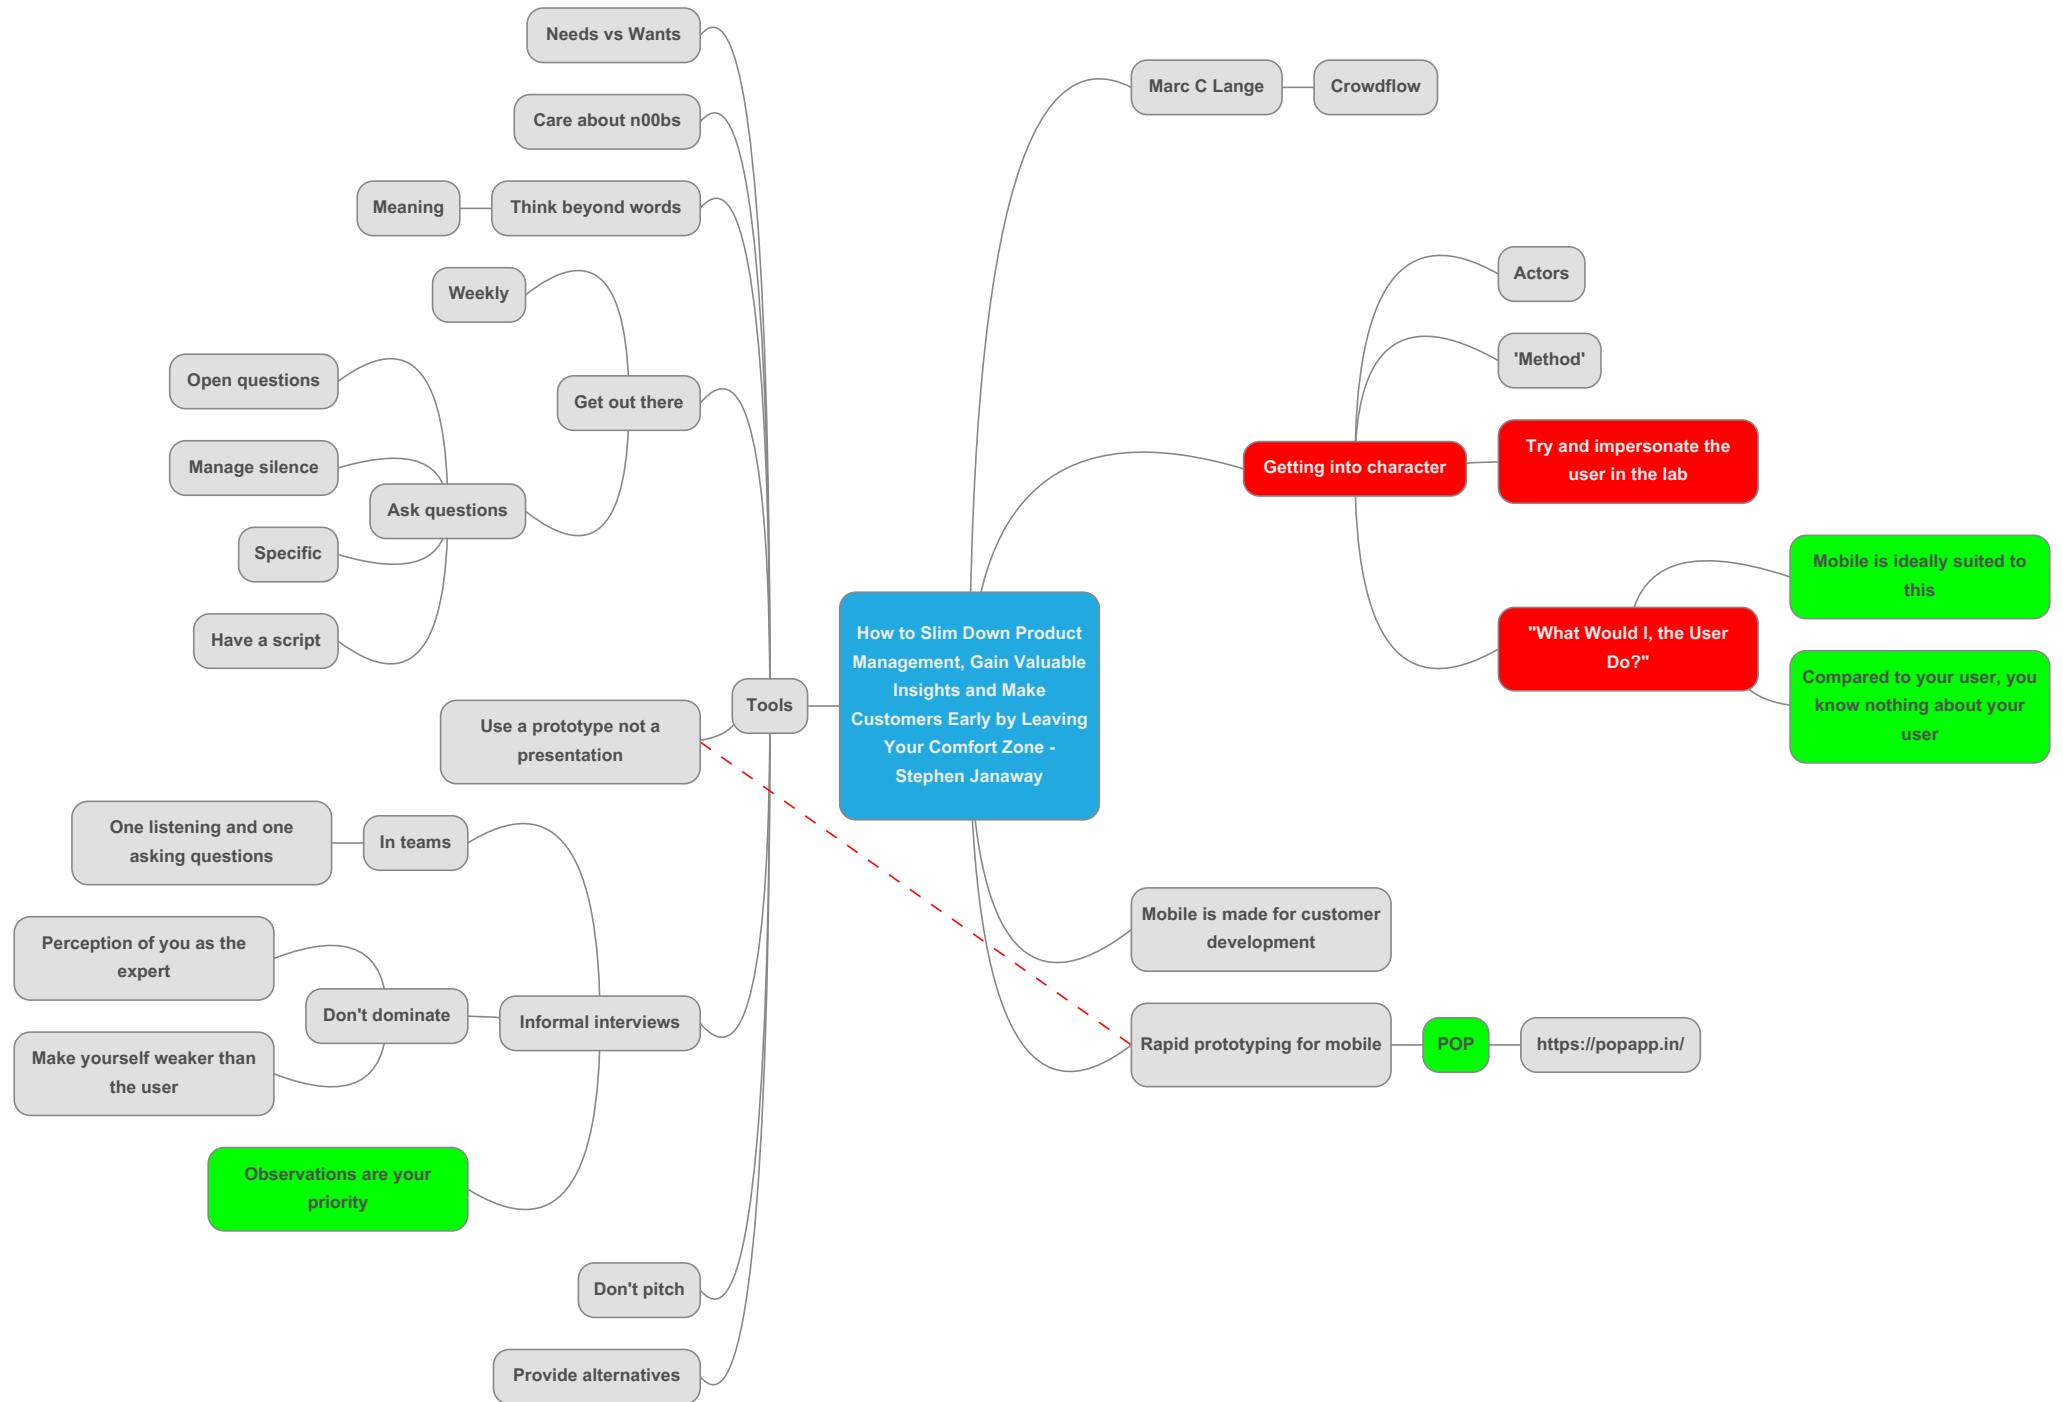 Needs vs Wants
Care about n00bs
Meaning
Think beyond words
Weekly
Open questions
Manage silence
Specific
Have a script
Ask questions
Get out there
Use a prototype not a
presentation
Tools
One listening and one
asking questions
In teams
Perception of you as the
expert
Make yourself weaker than
the user
Don't dominate
Informal interviews
Observations are your
priority
Don't pitch
Provide alternatives
How to Slim Down Product
Management, Gain Valuable
Insights and Make
Customers Early by Leaving
Your Comfort Zone -
Stephen Janaway
Marc C Lange
Crowdflow
Getting into character
Actors
'Method'
Try and impersonate the
user in the lab
"What Would I, the User
Do?"
Mobile is ideally suited to
this
Compared to your user, you
know nothing about your
user
Mobile is made for customer
development
Rapid prototyping for mobile
POP
https://popapp.in/